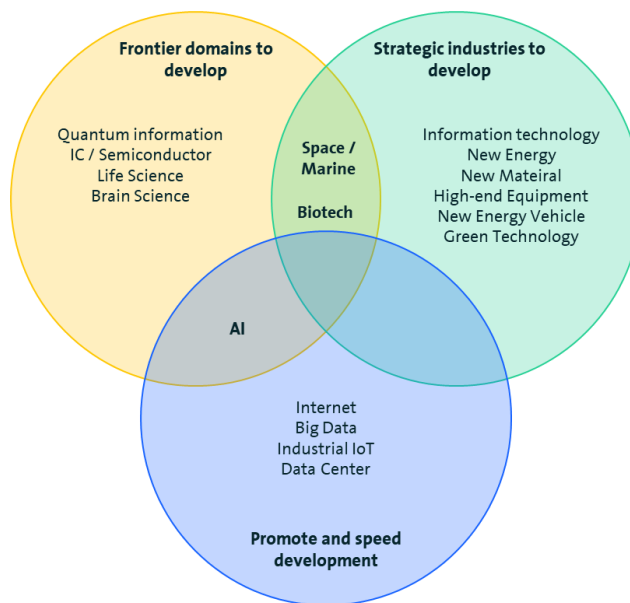 Frontier domains to
develop
Quantum information
IC / Semiconductor
Life Science
Brain Science
Space /
Marine
Biotech
Strategic industries to
develop
Information technology
New Energy
New Mateiral
High-end Equipment
New Energy Vehicle
Green Technology
AI
Internet
Big Data
Industrial IoT
Data Center
Promote and speed
development